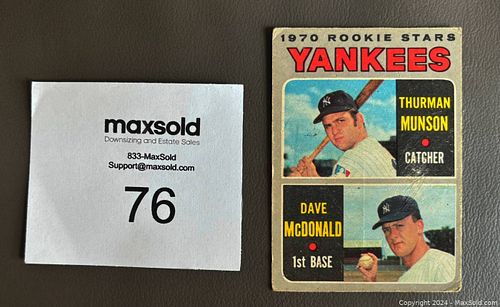 maxsold
Downsizing and Estate Sales
833-MaxSold
Support@maxsold.com
76
1970 ROOKIE STARS
YANKEES
THURMAN
MUNSON
CATCHER
DAVE
McDONALD
1st BASE
Copyright © 2024 - MaxSold.com